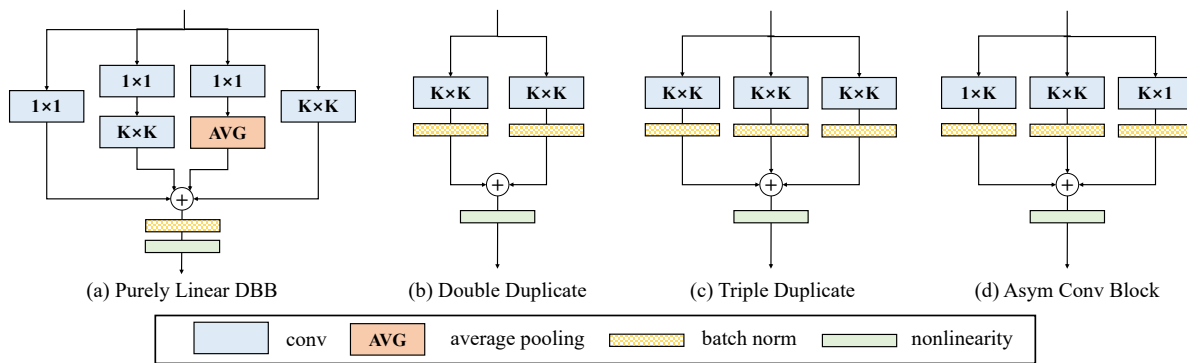 1×1 1×1
1×1 K×K
K×K AVG
K×K K×K
K×K K×K K×K
1×K K×K K×1
(a) Purely Linear DBB
(b) Double Duplicate
(c) Triple Duplicate
(d) Asym Conv Block
conv AVG average pooling batch norm nonlinearity